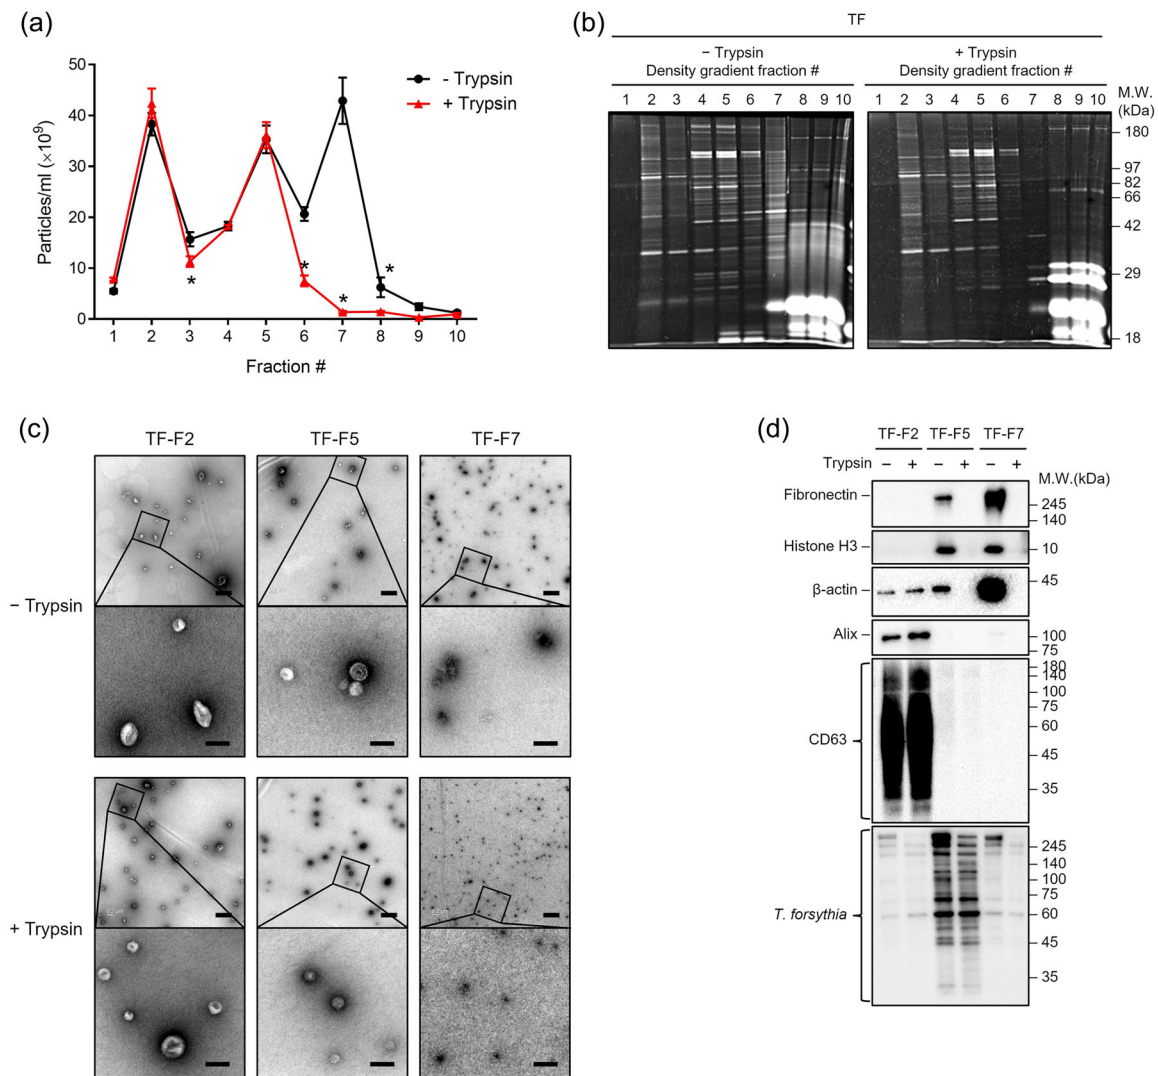 (a)
50
40
30
20
10
0
Particles/ml (×10⁹)
- Trypsin
+ Trypsin
*
*
*
*
1 2 3 4 5 6 7 8 9 10
Fraction #
(b)
TF
− Trypsin
Density gradient fraction #
+ Trypsin
Density gradient fraction #
1 2 3 4 5 6 7 8 9 10
1 2 3 4 5 6 7 8 9 10
M.W.
(kDa)
180
97
82
66
42
29
18
(c)
TF-F2 TF-F5 TF-F7
− Trypsin
+ Trypsin
(d)
TF-F2 TF-F5 TF-F7
Trypsin − + − + − +
M.W.(kDa)
Fibronectin
245
140
Histone H3
10
β-actin
45
Alix
100
75
CD63
180
140
100
75
60
45
35
T. forsythia
245
140
100
75
60
45
35